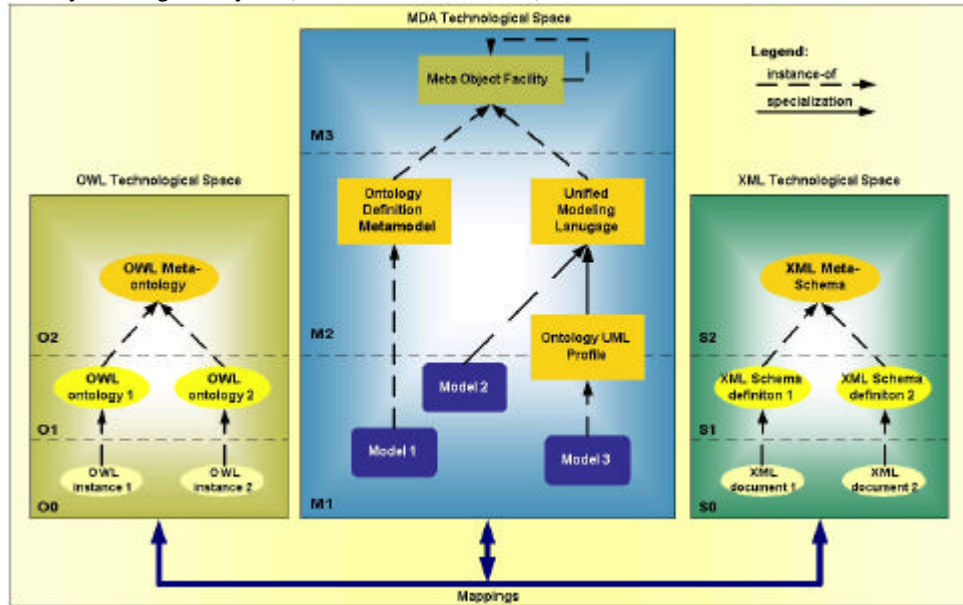 MDA Technological Space
Meta Object Facility
Legend:
instance-of
specialization
M3
OWL Technological Space
Ontology
Definition
Metamodel
Unified
Modeling
Lanugage
XML Technological Space
OWL Meta-
ontology
XML Meta-
Schema
O2
M2
Ontology UML
Profile
S2
OWL
ontology 1
OWL
ontology 2
Model 2
XML Schema
definiton 1
XML Schema
definiton 2
O1
Model 1
Model 3
S1
OWL
instance 1
OWL
instance 2
XML
document 1
XML
document 2
O0
M1
S0
Mappings